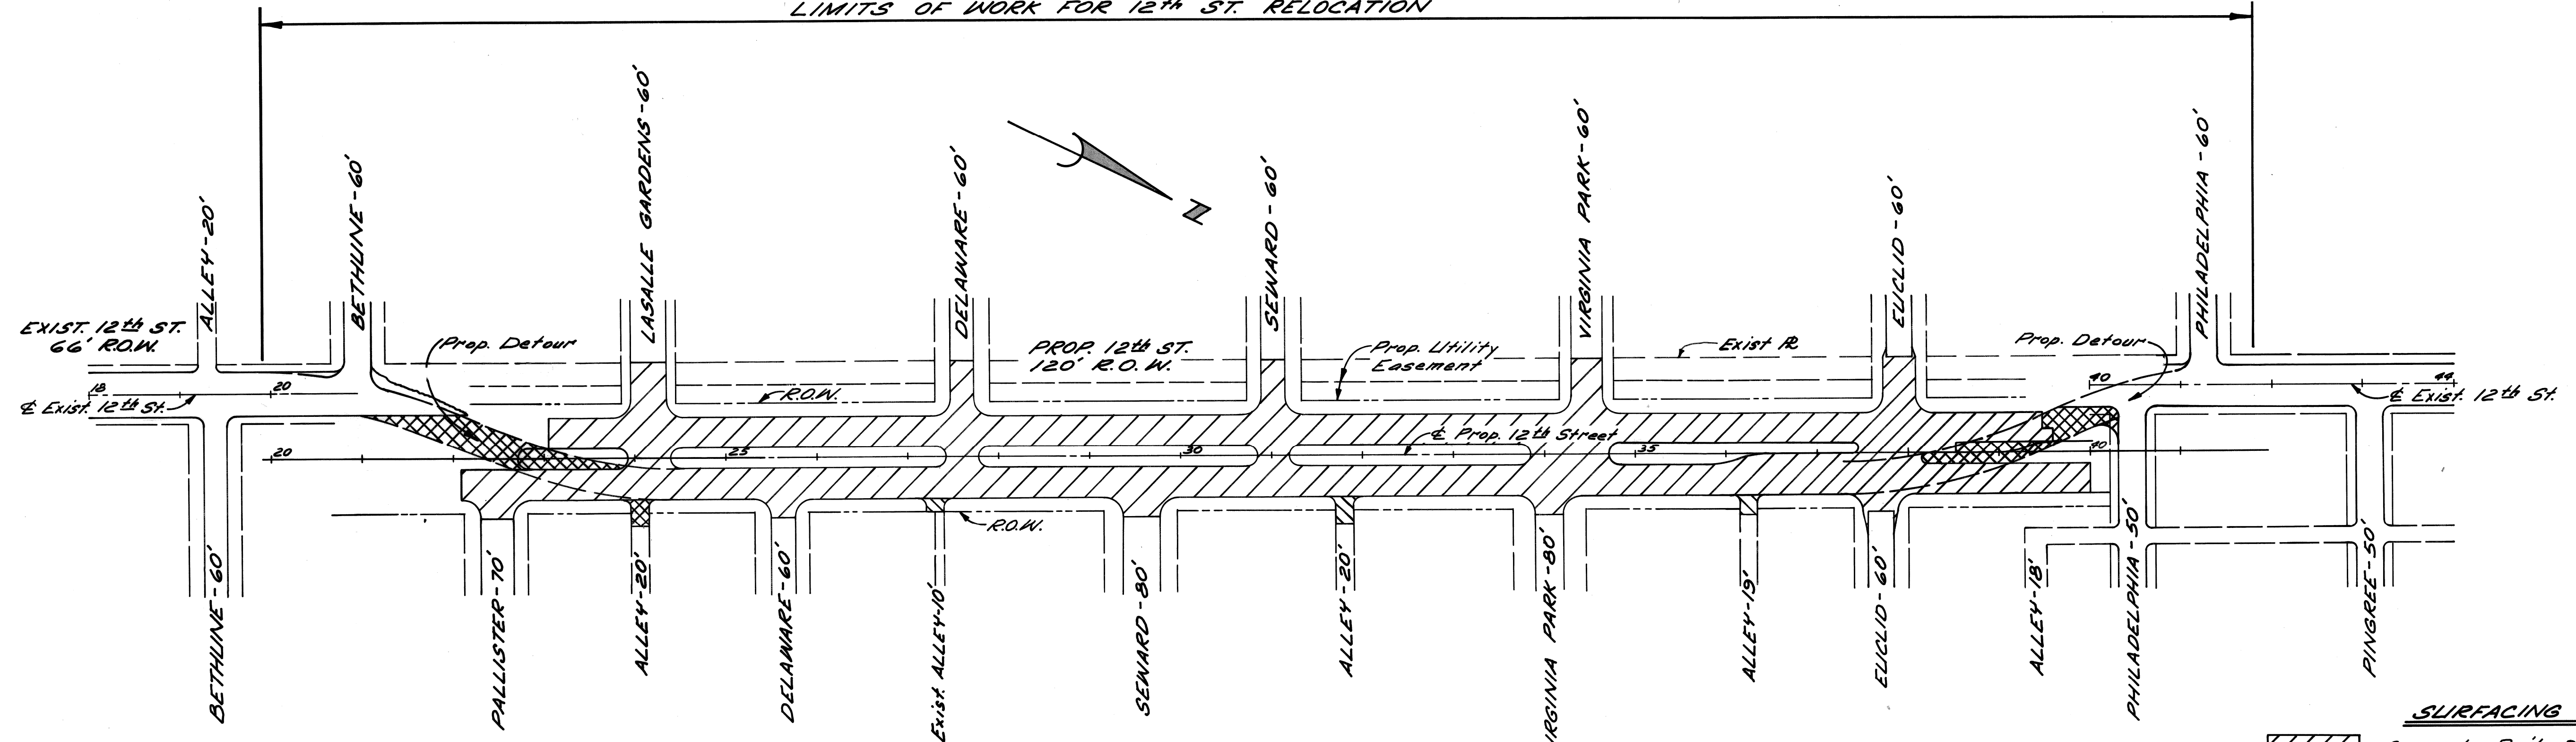 LIMITS OF WORK FOR 12th ST. RELOCATION
ALLEY-20'
BETHUNE-60'
LASALLE GARDENS-60'
DELAWARE-60'
SEWARD-60'
VIRGINIA PARK-60'
EUCLID-60'
PHILADELPHIA-60'
N
EXIST. 12th ST.
66' R.O.W.
Prop. Detour
PROP. 12th ST.
120' R.O.W.
Prop. Utility
Easement
Exist PL
Prop. Detour
18
20
R.O.W.
40
44
℄ Exist. 12th St.
℄ Exist. 12th St.
℄ Prop. 12th Street
20
25
30
35
40
R.O.W.
BETHUNE-60'
PALLISTER-70'
ALLEY-20'
DELAWARE-60'
Exist. ALLEY-10'
SEWARD-80'
ALLEY-20'
VIRGINIA PARK-80'
ALLEY-19'
EUCLID-60'
ALLEY-18'
PHILADELPHIA-50'
PINGREE-50'
SURFACING